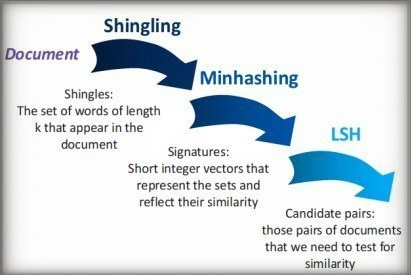 Shingling
Document
Minhashing
Shingles:
The set of words of length
k that appear in the
document
LSH
Signatures:
Short integer vectors that
represent the sets and
reflect their similarity
Candidate pairs:
those pairs of documents
that we need to test for
similarity